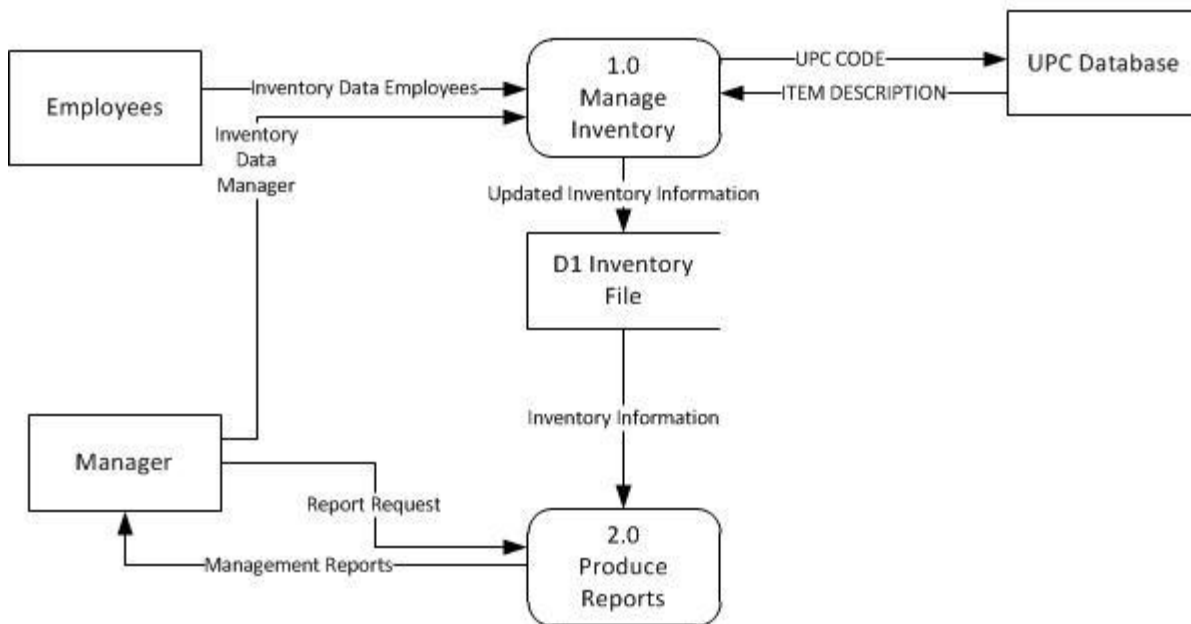 Employees
Inventory Data Employees
1.0
Manage
Inventory
UPC CODE
ITEM DESCRIPTION
UPC Database
Inventory
Data
Manager
Updated Inventory Information
D1 Inventory
File
Inventory Information
Manager
Report Request
Management Reports
2.0
Produce
Reports